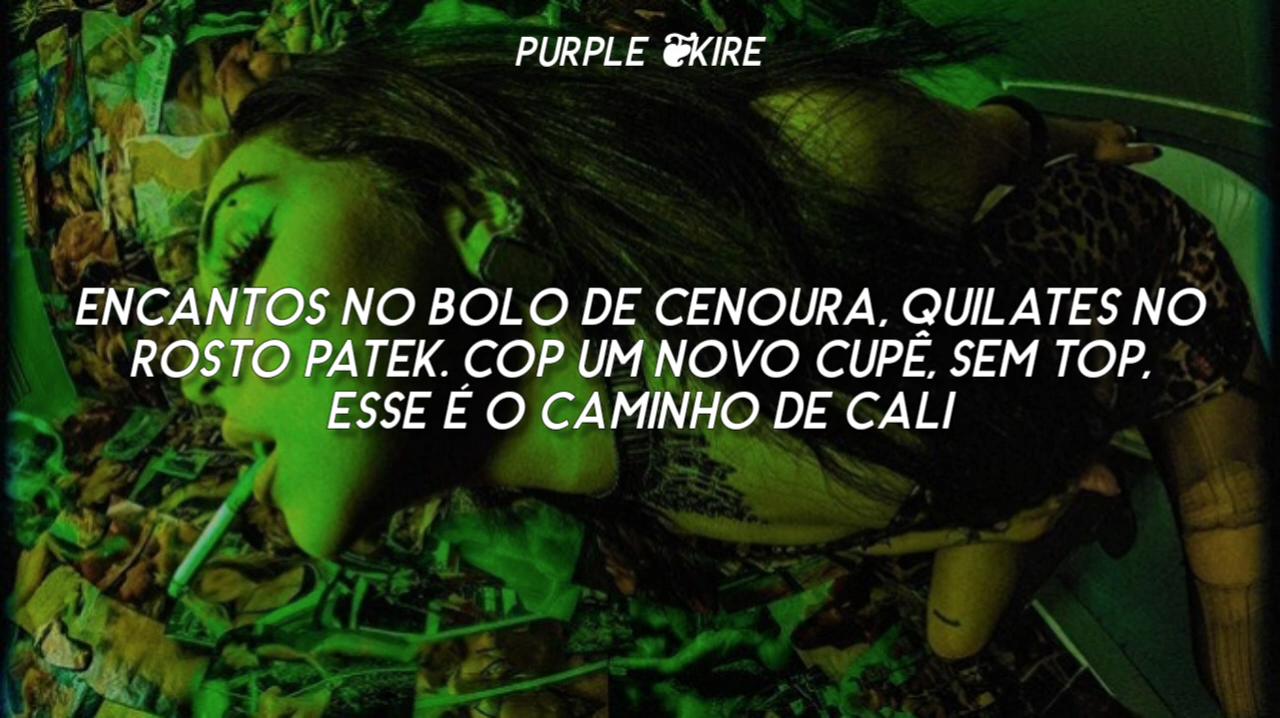 PURPLE ❦KIRE
ENCANTOS NO BOLO DE CENOURA, QUILATES NO
ROSTO PATEK. COP UM NOVO CUPÊ, SEM TOP,
ESSE É O CAMINHO DE CALI